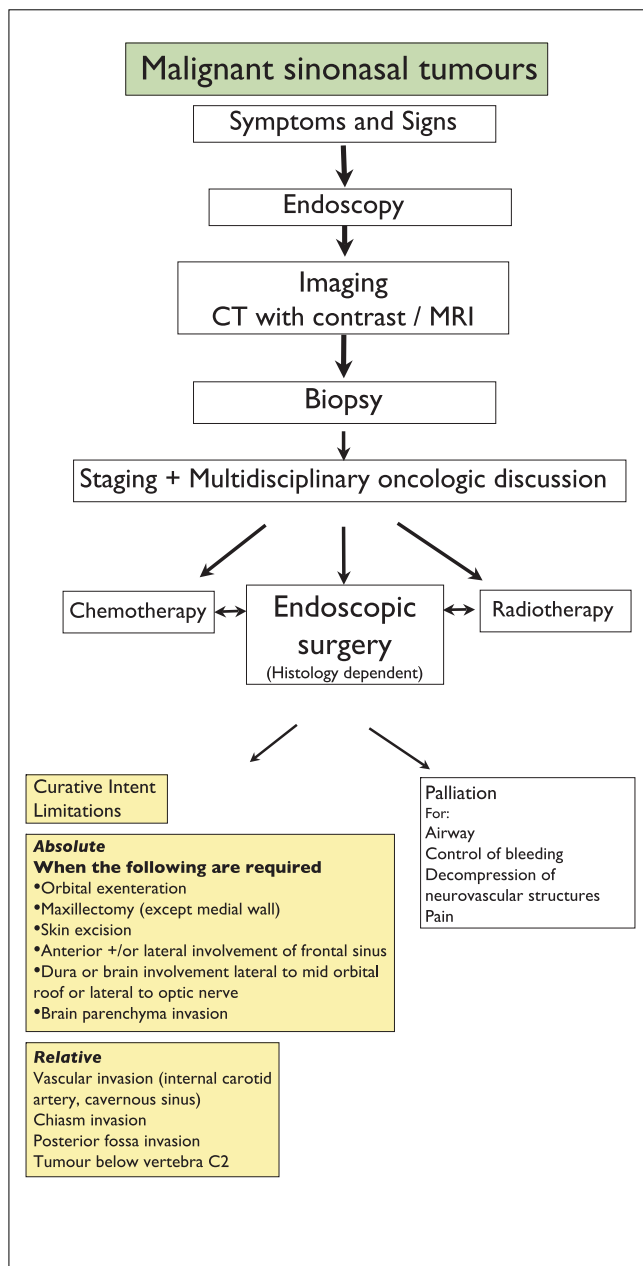 Malignant sinonasal tumours
Symptoms and Signs
Endoscopy
Imaging
CT with contrast / MRI
Biopsy
Staging + Multidisciplinary oncologic discussion
Chemotherapy
Endoscopic
surgery
(Histology dependent)
Radiotherapy
Curative Intent
Limitations
Absolute
When the following are required
•Orbital exenteration
•Maxillectomy (except medial wall)
•Skin excision
•Anterior +/or lateral involvement of frontal sinus
•Dura or brain involvement lateral to mid orbital
roof or lateral to optic nerve
•Brain parenchyma invasion
Relative
Vascular invasion (internal carotid
artery, cavernous sinus)
Chiasm invasion
Posterior fossa invasion
Tumour below vertebra C2
Palliation
For:
Airway
Control of bleeding
Decompression of
neurovascular structures
Pain